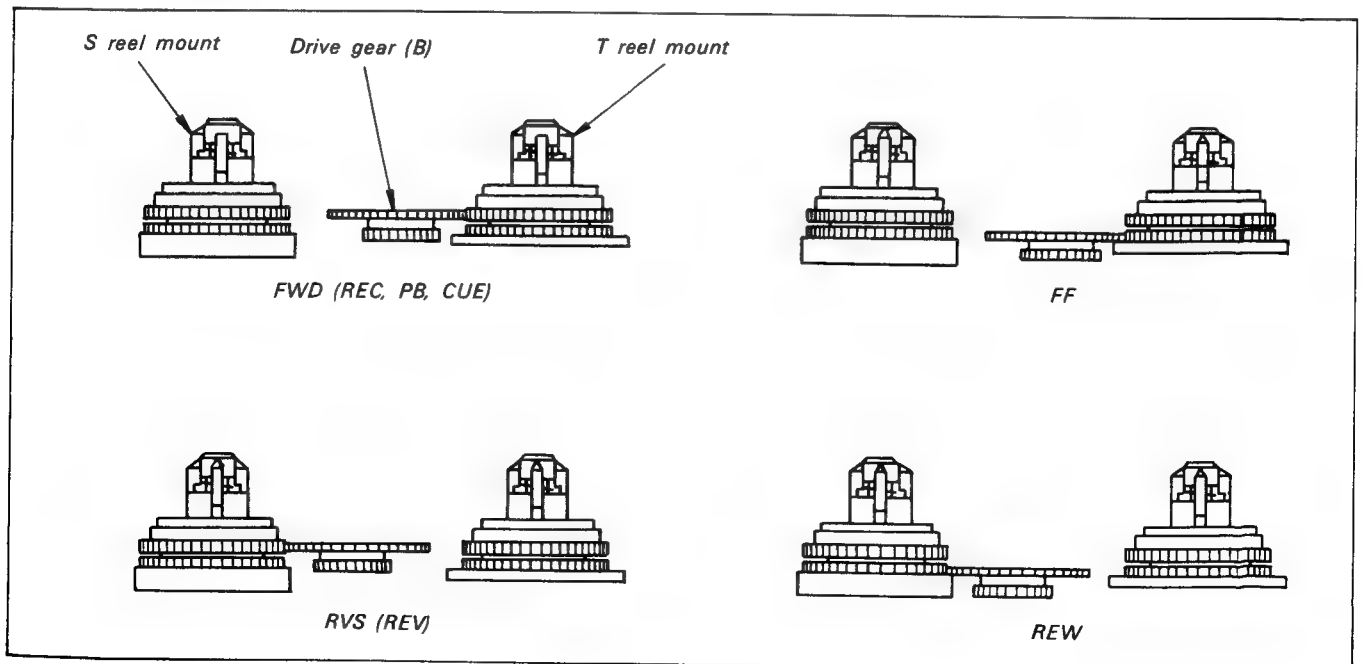 S reel mount
Drive gear (B)
T reel mount
FWD (REC, PB, CUE)
FF
RVS (REV)
REW